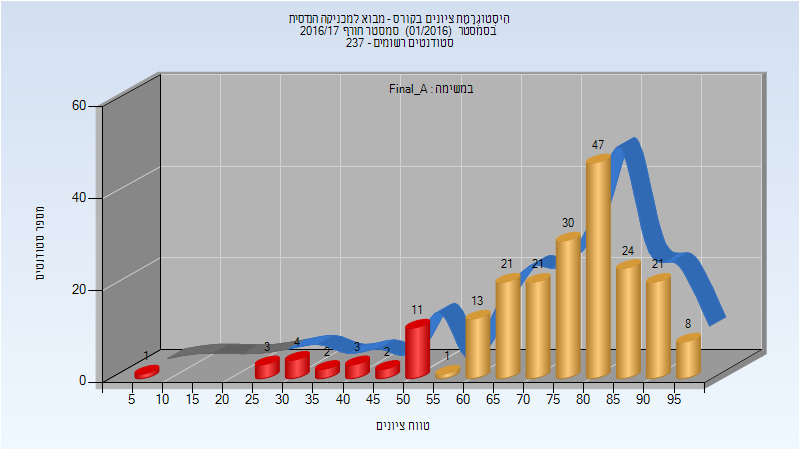 היסטוגרמת ציונים בקורס - מבוא למכניקה הנדסית
בסמסטר (01/2016) סמסטר חורף 2016/17
סטודנטים רשומים - 237
במשימה : Final_A
מספר סטודנטים
60
40
20
0
1
3
4
2
3
2
11
1
13
21
21
30
47
24
21
8
5 10 15 20 25 30 35 40 45 50 55 60 65 70 75 80 85 90 95
טווח ציונים